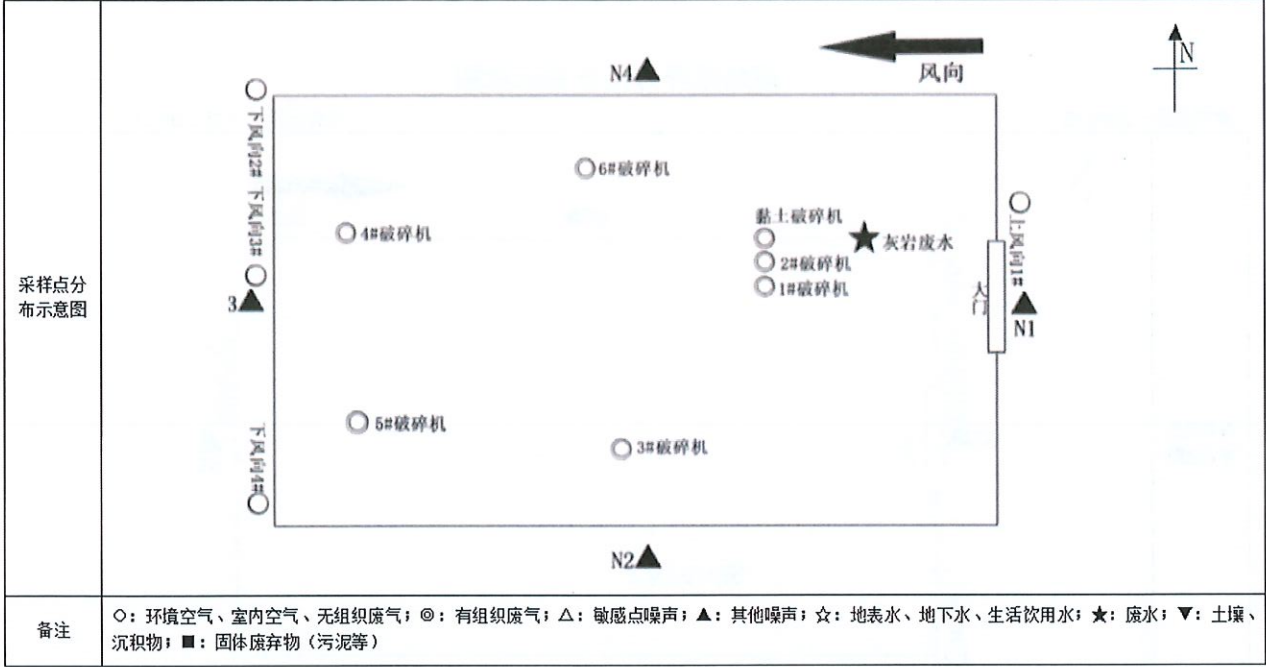 采样点分
布示意图
风向
N
N4
下风向2#
下风向3#
6#破碎机
4#破碎机
黏土破碎机
灰岩废水
2#破碎机
1#破碎机
上风向1#
大门
3
N1
5#破碎机
3#破碎机
下风向4#
N2
备注
○：环境空气、室内空气、无组织废气；◎：有组织废气；△：敏感点噪声；▲：其他噪声；☆：地表水、地下水、生活饮用水；★：废水；▼：土壤、
沉积物；■：固体废弃物（污泥等）